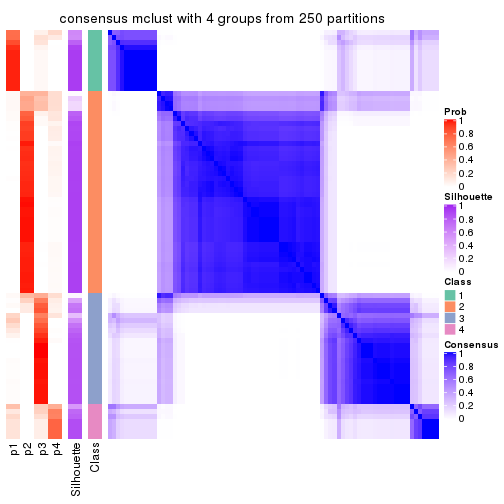 consensus mclust with 4 groups from 250 partitions
Prob
1
0.8
0.6
0.4
0.2
0
Silhouette
1
0.8
0.6
0.4
0.2
0
Class
1
2
3
4
Consensus
1
0.8
0.6
0.4
0.2
0
p1
p2
p3
p4
Silhouette
Class